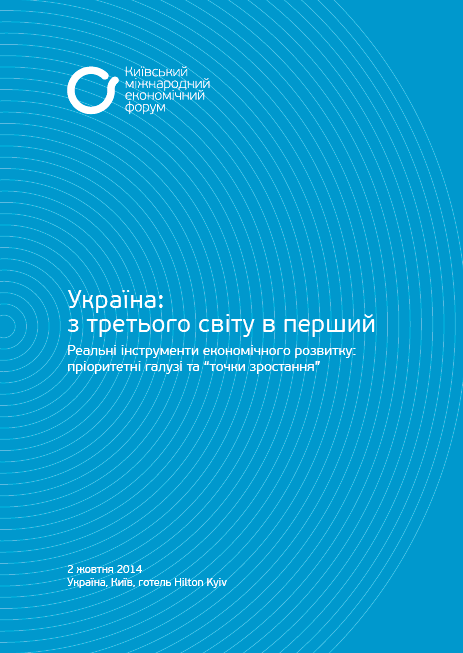 Київський
міжнародний
економічний
форум
Україна:
з третього світу в перший
Реальні інструменти економічного розвитку:
пріоритетні галузі та “точки зростання”
2 жовтня 2014
Україна, Київ, готель Hilton Kyiv